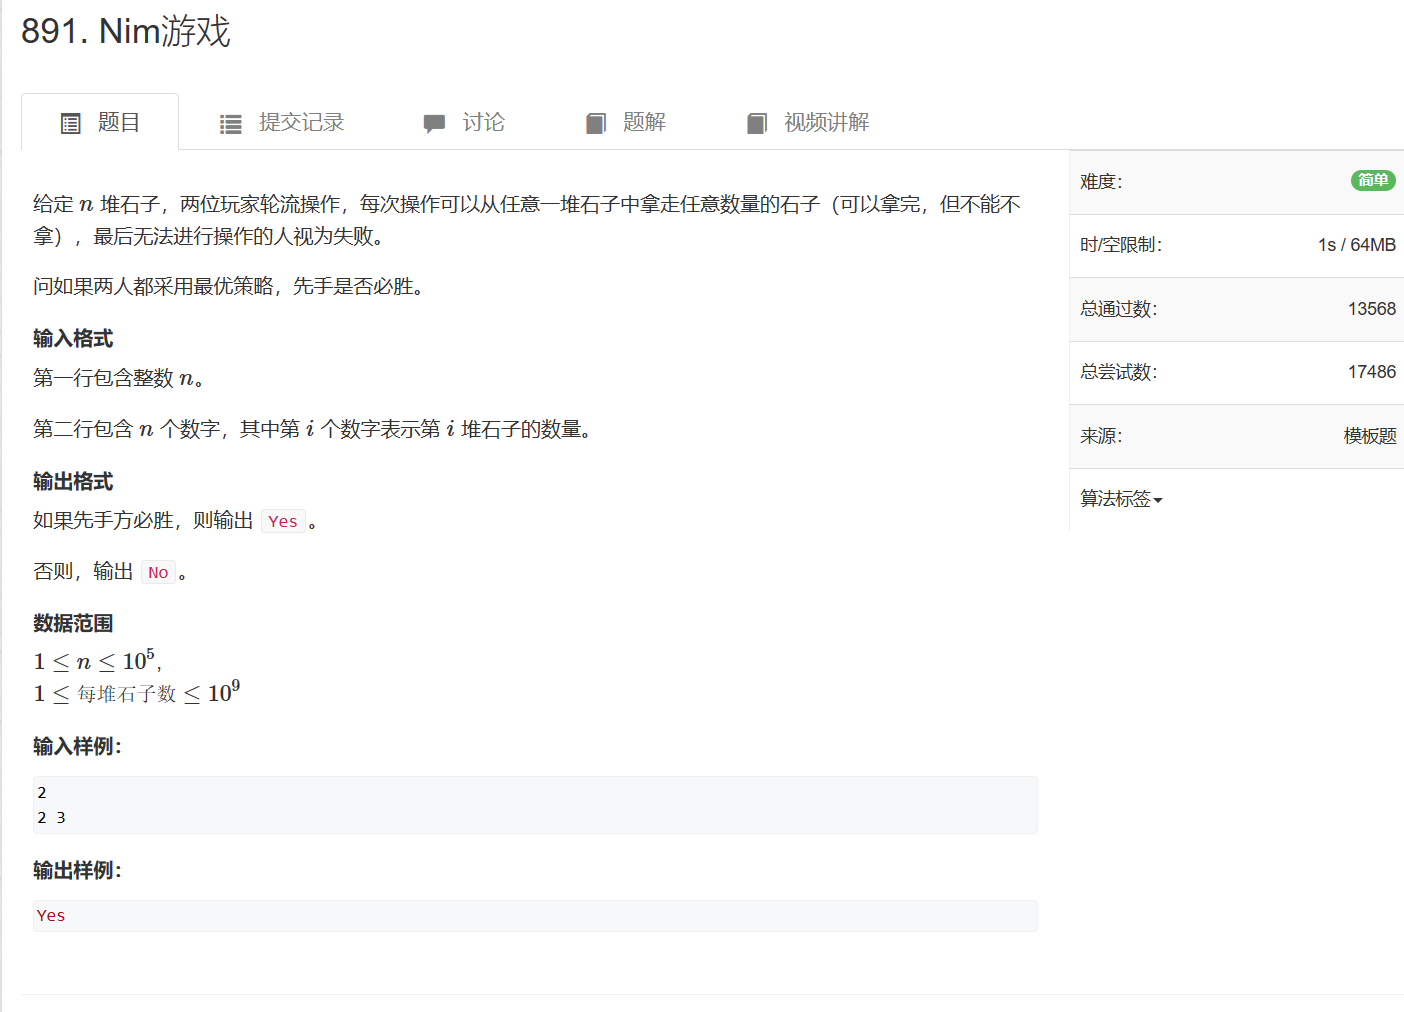 891. Nim游戏
题目
提交记录
讨论
题解
视频讲解
给定 n 堆石子，两位玩家轮流操作，每次操作可以从任意一堆石子中拿走任意数量的石子（可以拿完，但不能不
拿），最后无法进行操作的人视为失败。
问如果两人都采用最优策略，先手是否必胜。
输入格式
第一行包含整数 n。
第二行包含 n 个数字，其中第 i 个数字表示第 i 堆石子的数量。
输出格式
如果先手方必胜，则输出 Yes 。
否则，输出 No 。
数据范围
1 ≤ n ≤ 10^5,
1 ≤ 每堆石子数 ≤ 10^9
输入样例：
2
2 3
输出样例：
Yes
难度： 简单
时/空限制： 1s / 64MB
总通过数： 13568
总尝试数： 17486
来源： 模板题
算法标签